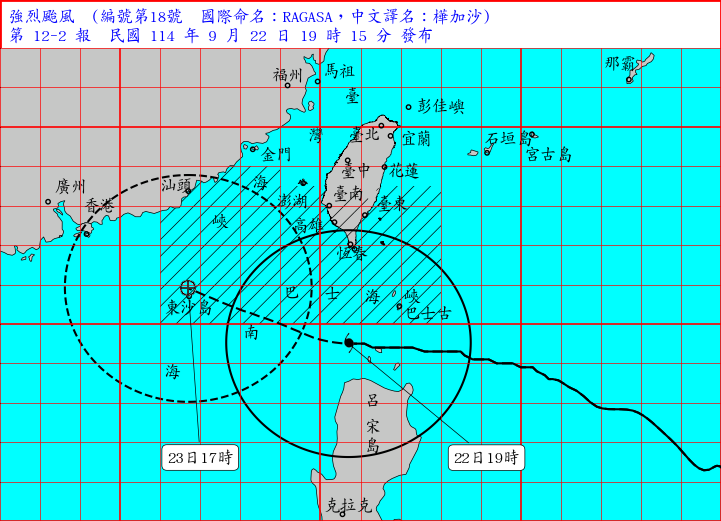 強烈颱風 (編號第18號 國際命名：RAGASA，中文譯名：樺加沙)
第 12-2 報 民國 114 年 9 月 22 日 19 時 15 分 發布
那霸
福州
馬祖
臺
彭佳嶼
灣
臺北
宜蘭
石垣島
宮古島
金門
臺中
花蓮
廣州
汕頭
海
香港
澎湖
臺南
臺東
峽
高雄
恆春
巴士海峽
東沙島
巴士古
南
海
呂宋島
23日17時
22日19時
克拉克